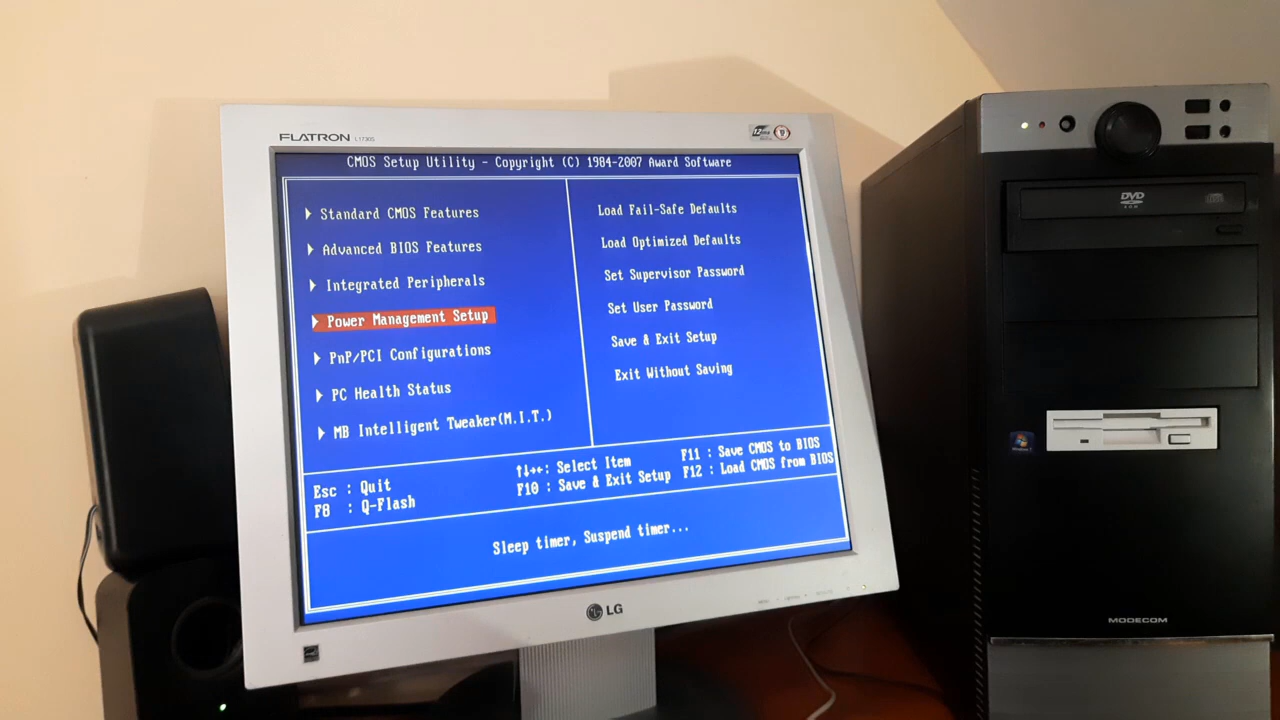 FLATRON L1730S
CMOS Setup Utility - Copyright (C) 1984-2007 Award Software
Standard CMOS Features
Advanced BIOS Features
Integrated Peripherals
Power Management Setup
PnP/PCI Configurations
PC Health Status
MB Intelligent Tweaker(M.I.T.)
Load Fail-Safe Defaults
Load Optimized Defaults
Set Supervisor Password
Set User Password
Save & Exit Setup
Exit Without Saving
Esc : Quit
F8 : Q-Flash
↑↓→←: Select Item
F10 : Save & Exit Setup
F11 : Save CMOS to BIOS
F12 : Load CMOS from BIOS
Sleep timer, Suspend timer...
LG
DVD
ROM
MODECOM